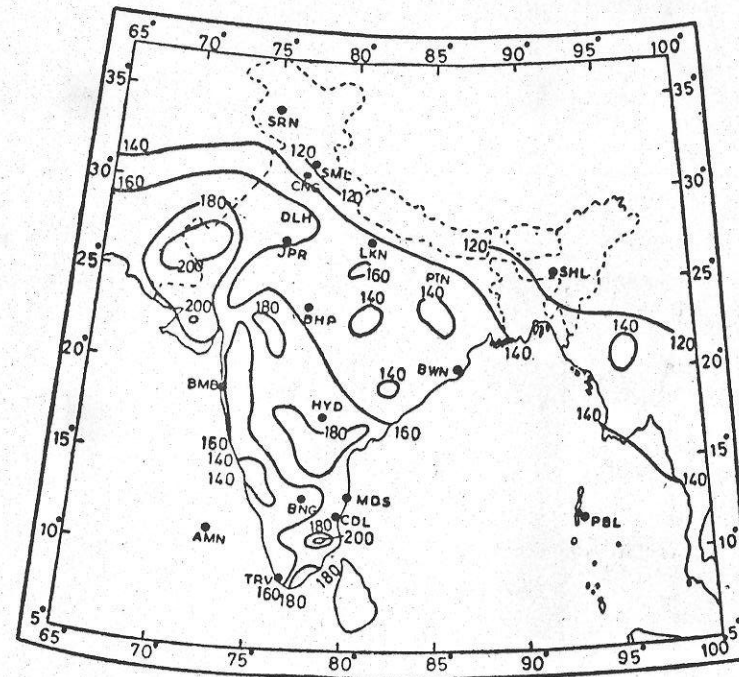 65° 70° 75° 80° 85° 90° 95° 100°
35° 35°
SRN
140 120 SML
30° CNG 120 30°
160
180 DLH 120
JPR LKN SHL
25° 200 160 PTN 25°
200 140 140
180 BHP 140
20° 140 BWN 140 120 20°
BMB
HYD 140
15° 180 160 15°
160
140
140 140
BNG MDS
10° AMN 180 CDL PBL 10°
200
TRV 180
160 180
5° 5°
65° 70° 75° 80° 85° 90° 95° 100°